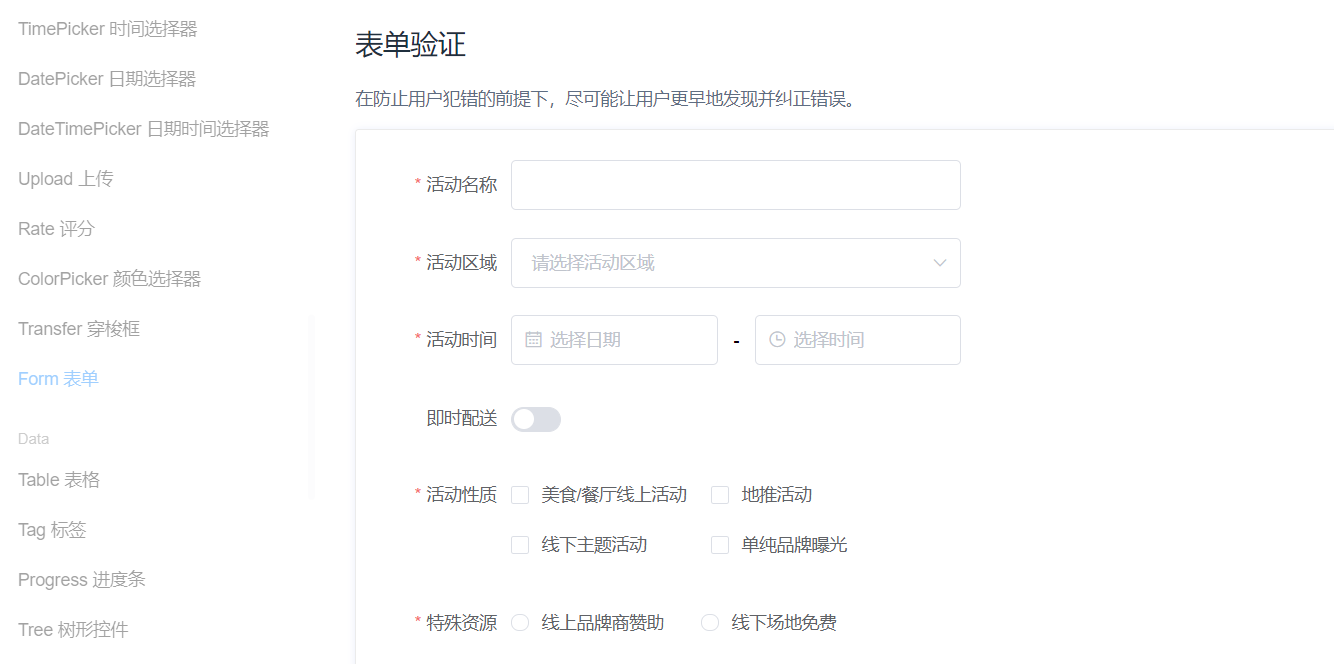 TimePicker 时间选择器
DatePicker 日期选择器
DateTimePicker 日期时间选择器
Upload 上传
Rate 评分
ColorPicker 颜色选择器
Transfer 穿梭框
Form 表单
Data
Table 表格
Tag 标签
Progress 进度条
Tree 树形控件
表单验证
在防止用户犯错的前提下，尽可能让用户更早地发现并纠正错误。
* 活动名称
* 活动区域 请选择活动区域
* 活动时间 选择日期 - 选择时间
即时配送
* 活动性质 美食/餐厅线上活动 地推活动
线下主题活动 单纯品牌曝光
* 特殊资源 线上品牌商赞助 线下场地免费